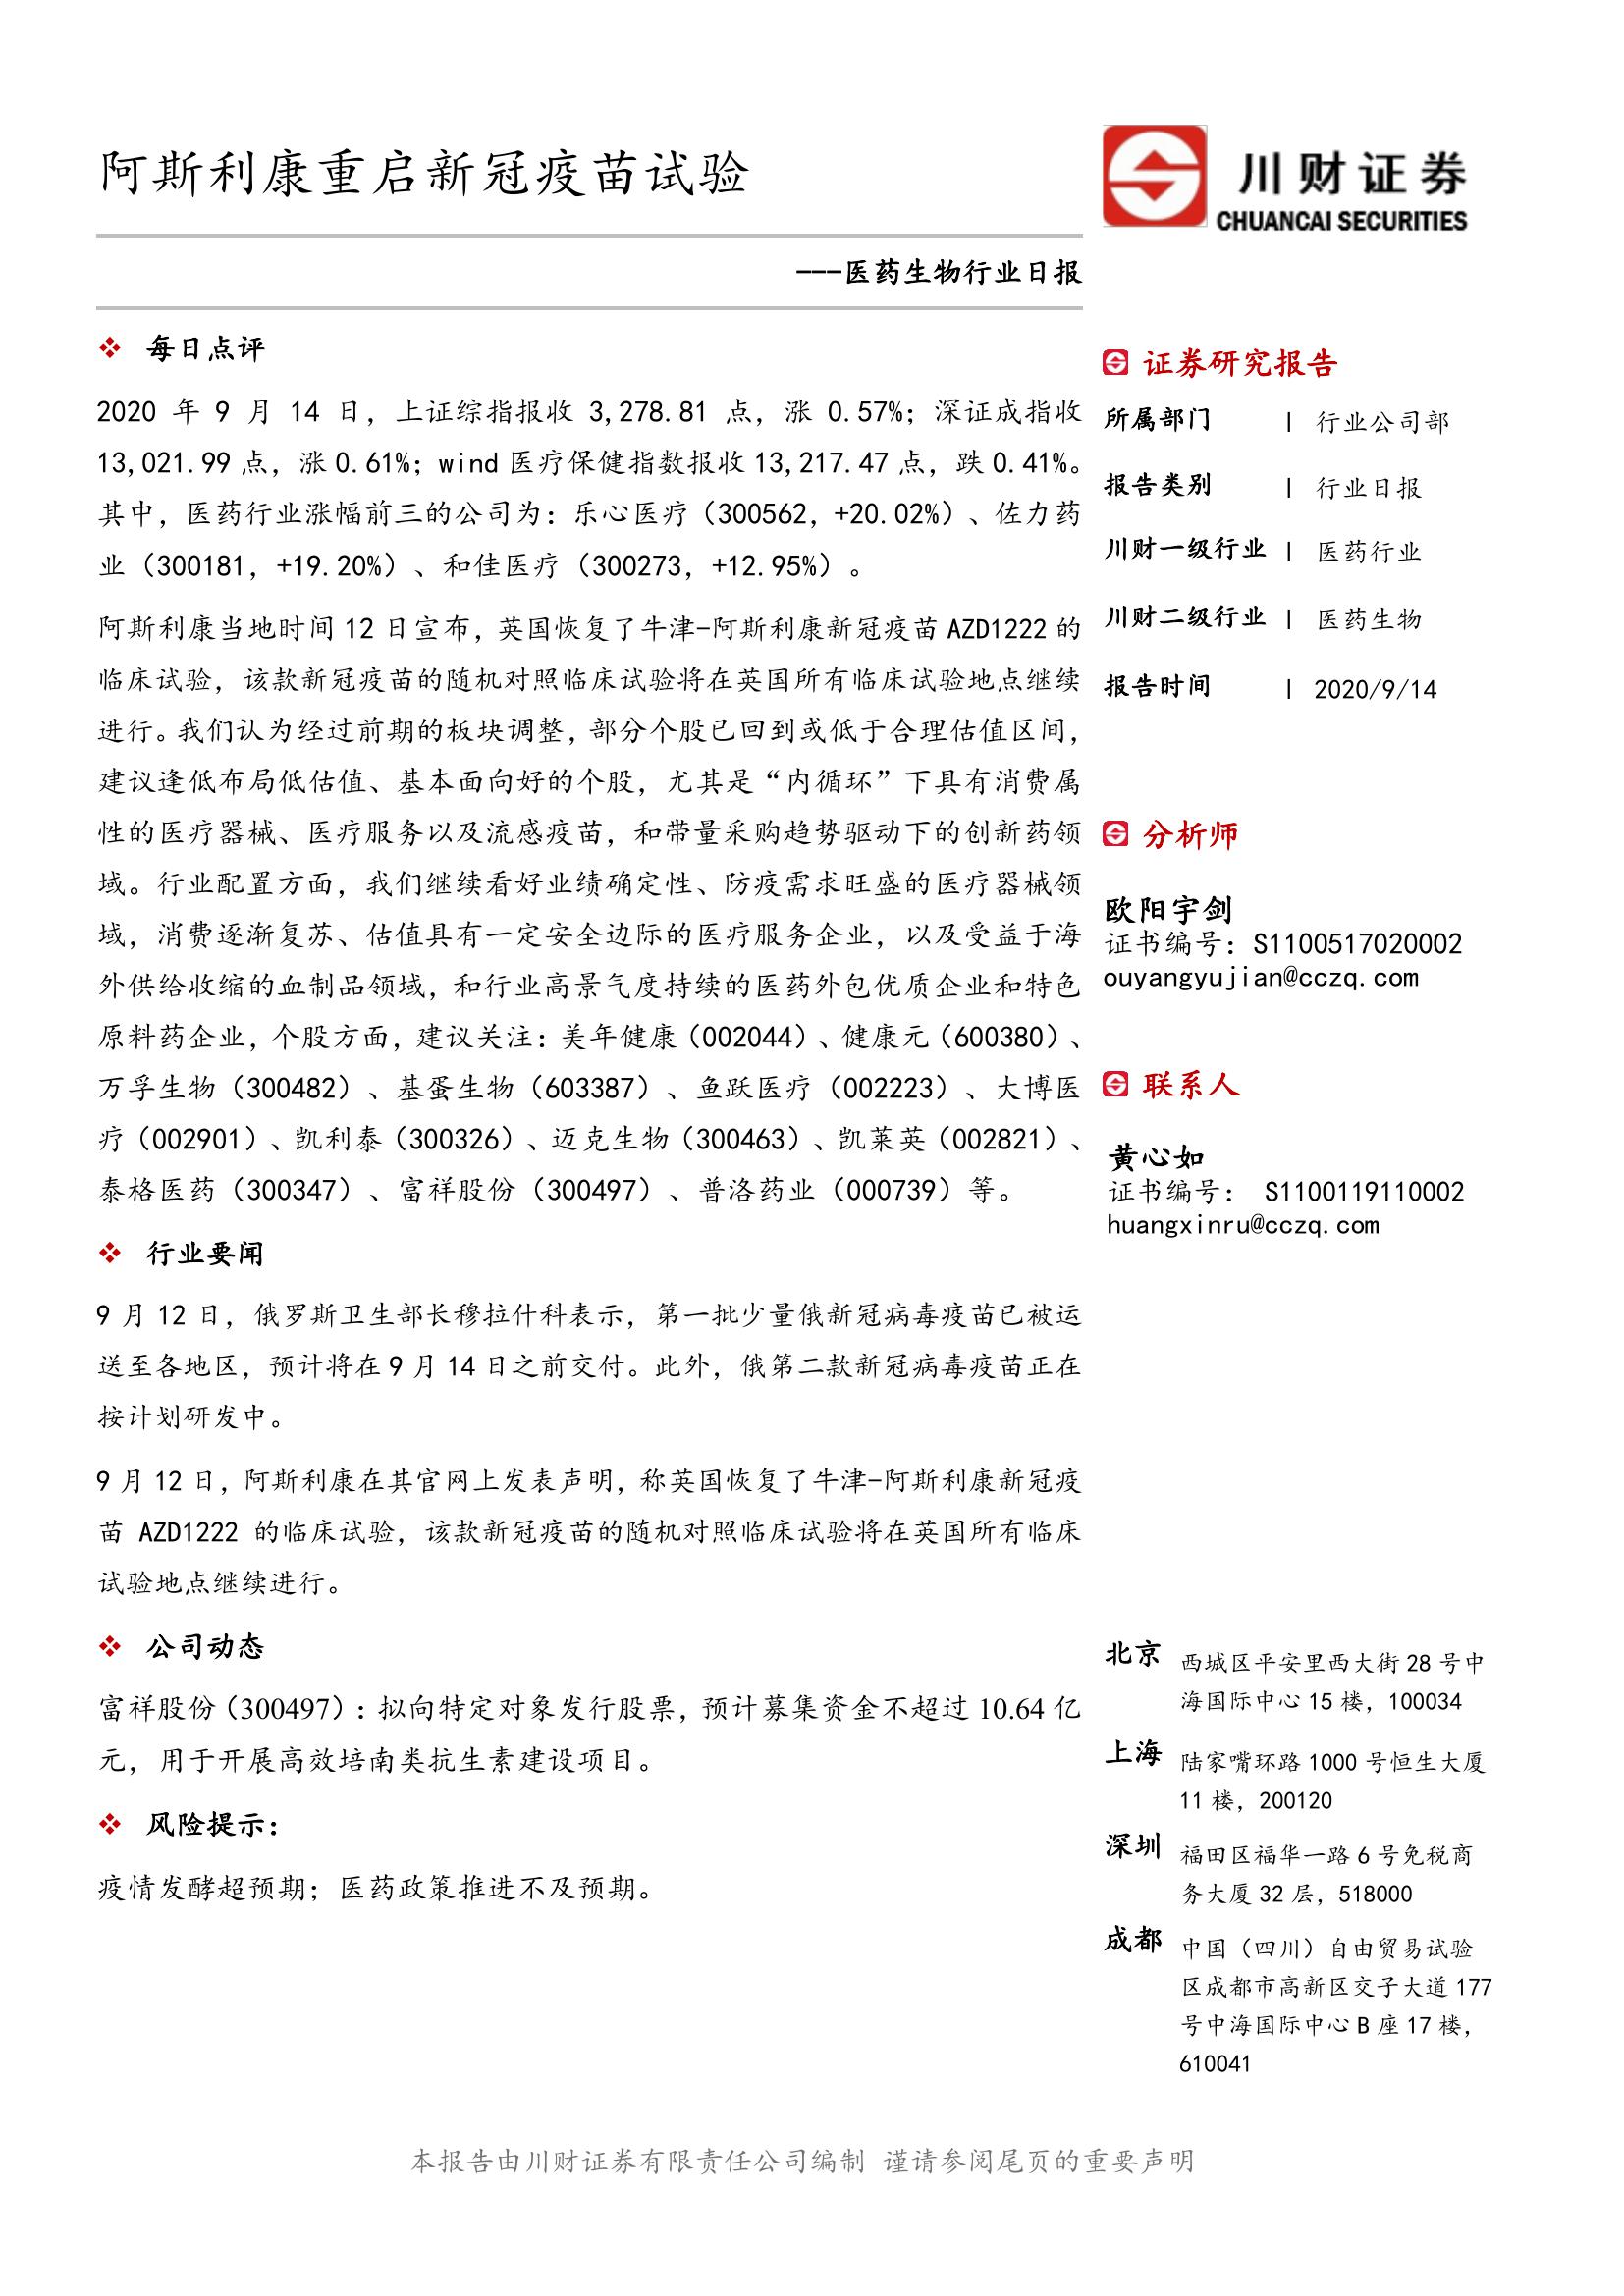 阿斯利康重启新冠疫苗试验
川财证券
CHUANCAI SECURITIES
---医药生物行业日报
每日点评
2020 年 9 月 14 日，上证综指报收 3,278.81 点，涨 0.57%；深证成指收
13,021.99 点，涨 0.61%；wind 医疗保健指数报收 13,217.47 点，跌 0.41%。
其中，医药行业涨幅前三的公司为：乐心医疗（300562，+20.02%）、佐力药
业（300181，+19.20%）、和佳医疗（300273，+12.95%）。
阿斯利康当地时间 12 日宣布，英国恢复了牛津-阿斯利康新冠疫苗 AZD1222 的
临床试验，该款新冠疫苗的随机对照临床试验将在英国所有临床试验地点继续
进行。我们认为经过前期的板块调整，部分个股已回到或低于合理估值区间，
建议逢低布局低估值、基本面向好的个股，尤其是“内循环”下具有消费属
性的医疗器械、医疗服务以及流感疫苗，和带量采购趋势驱动下的创新药领
域。行业配置方面，我们继续看好业绩确定性、防疫需求旺盛的医疗器械领
域，消费逐渐复苏、估值具有一定安全边际的医疗服务企业，以及受益于海
外供给收缩的血制品领域，和行业高景气度持续的医药外包优质企业和特色
原料药企业，个股方面，建议关注：美年健康（002044）、健康元（600380）、
万孚生物（300482）、基蛋生物（603387）、鱼跃医疗（002223）、大博医
疗（002901）、凯利泰（300326）、迈克生物（300463）、凯莱英（002821）、
泰格医药（300347）、富祥股份（300497）、普洛药业（000739）等。
行业要闻
9 月 12 日，俄罗斯卫生部长穆拉什科表示，第一批少量俄新冠病毒疫苗已被运
送至各地区，预计将在 9 月 14 日之前交付。此外，俄第二款新冠病毒疫苗正在
按计划研发中。
9 月 12 日，阿斯利康在其官网上发表声明，称英国恢复了牛津-阿斯利康新冠疫
苗 AZD1222 的临床试验，该款新冠疫苗的随机对照临床试验将在英国所有临床
试验地点继续进行。
公司动态
富祥股份（300497）：拟向特定对象发行股票，预计募集资金不超过 10.64 亿
元，用于开展高效培南类抗生素建设项目。
风险提示：
疫情发酵超预期；医药政策推进不及预期。
证券研究报告
所属部门 | 行业公司部
报告类别 | 行业日报
川财一级行业 | 医药行业
川财二级行业 | 医药生物
报告时间 | 2020/9/14
分析师
欧阳宇剑
证书编号：S1100517020002
ouyangyujian@cczq.com
联系人
黄心如
证书编号： S1100119110002
huangxinru@cczq.com
北京 西城区平安里西大街 28 号中
海国际中心 15 楼，100034
上海 陆家嘴环路 1000 号恒生大厦
11 楼，200120
深圳 福田区福华一路 6 号免税商
务大厦 32 层，518000
成都 中国（四川）自由贸易试验
区成都市高新区交子大道 177
号中海国际中心 B 座 17 楼，
610041
本报告由川财证券有限责任公司编制 谨请参阅尾页的重要声明